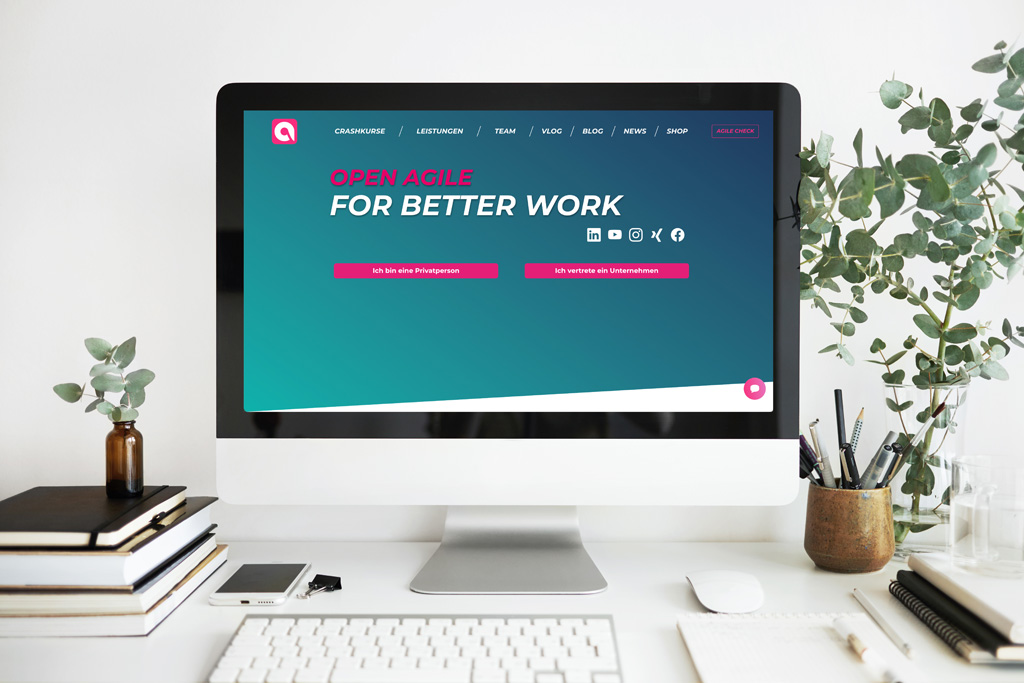 CRASHKURSE / LEISTUNGEN / TEAM / VLOG / BLOG / NEWS / SHOP AGILE CHECK
OPEN AGILE
FOR BETTER WORK
in
Ich bin eine Privatperson Ich vertrete ein Unternehmen